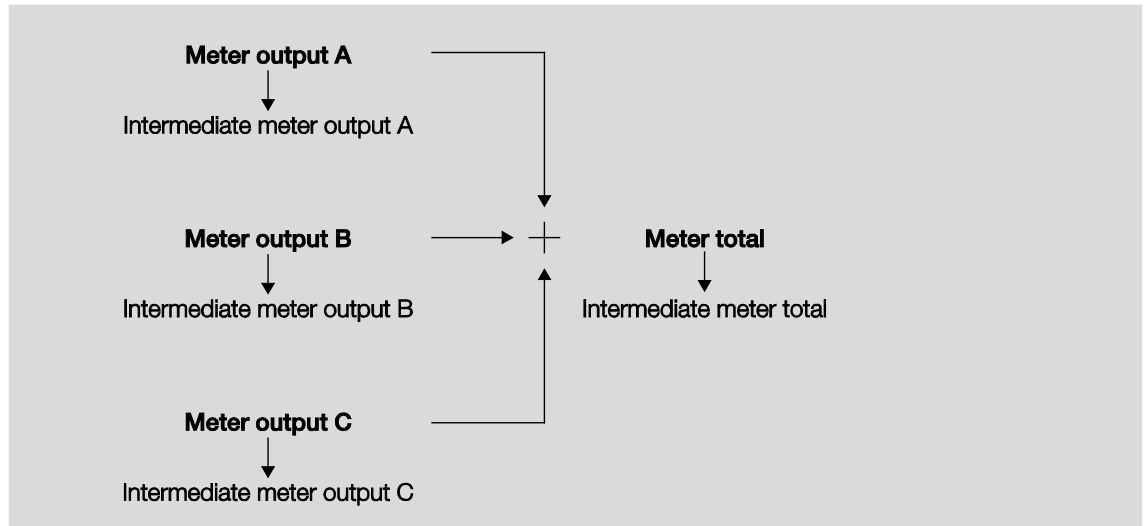 Meter output A
Intermediate meter output A
Meter output B
Meter total
Intermediate meter output B
Intermediate meter total
Meter output C
Intermediate meter output C